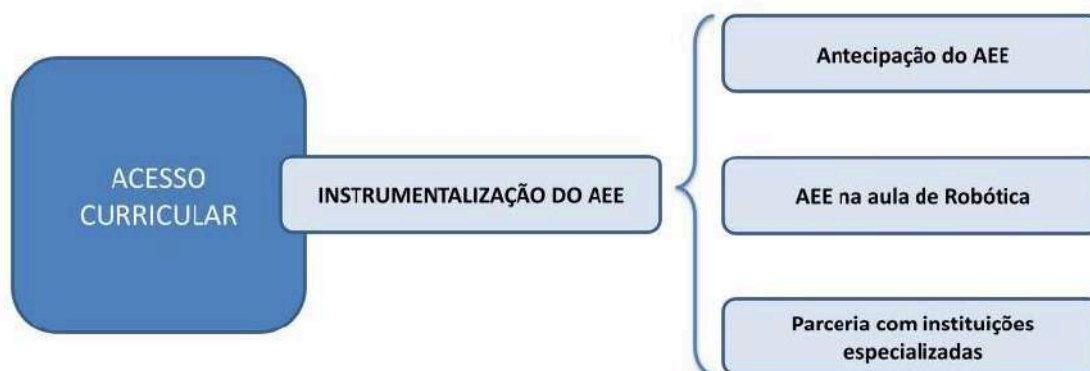 ACESSO
CURRICULAR
INSTRUMENTALIZAÇÃO DO AEE
Antecipação do AEE
AEE na aula de Robótica
Parceria com instituições
especializadas